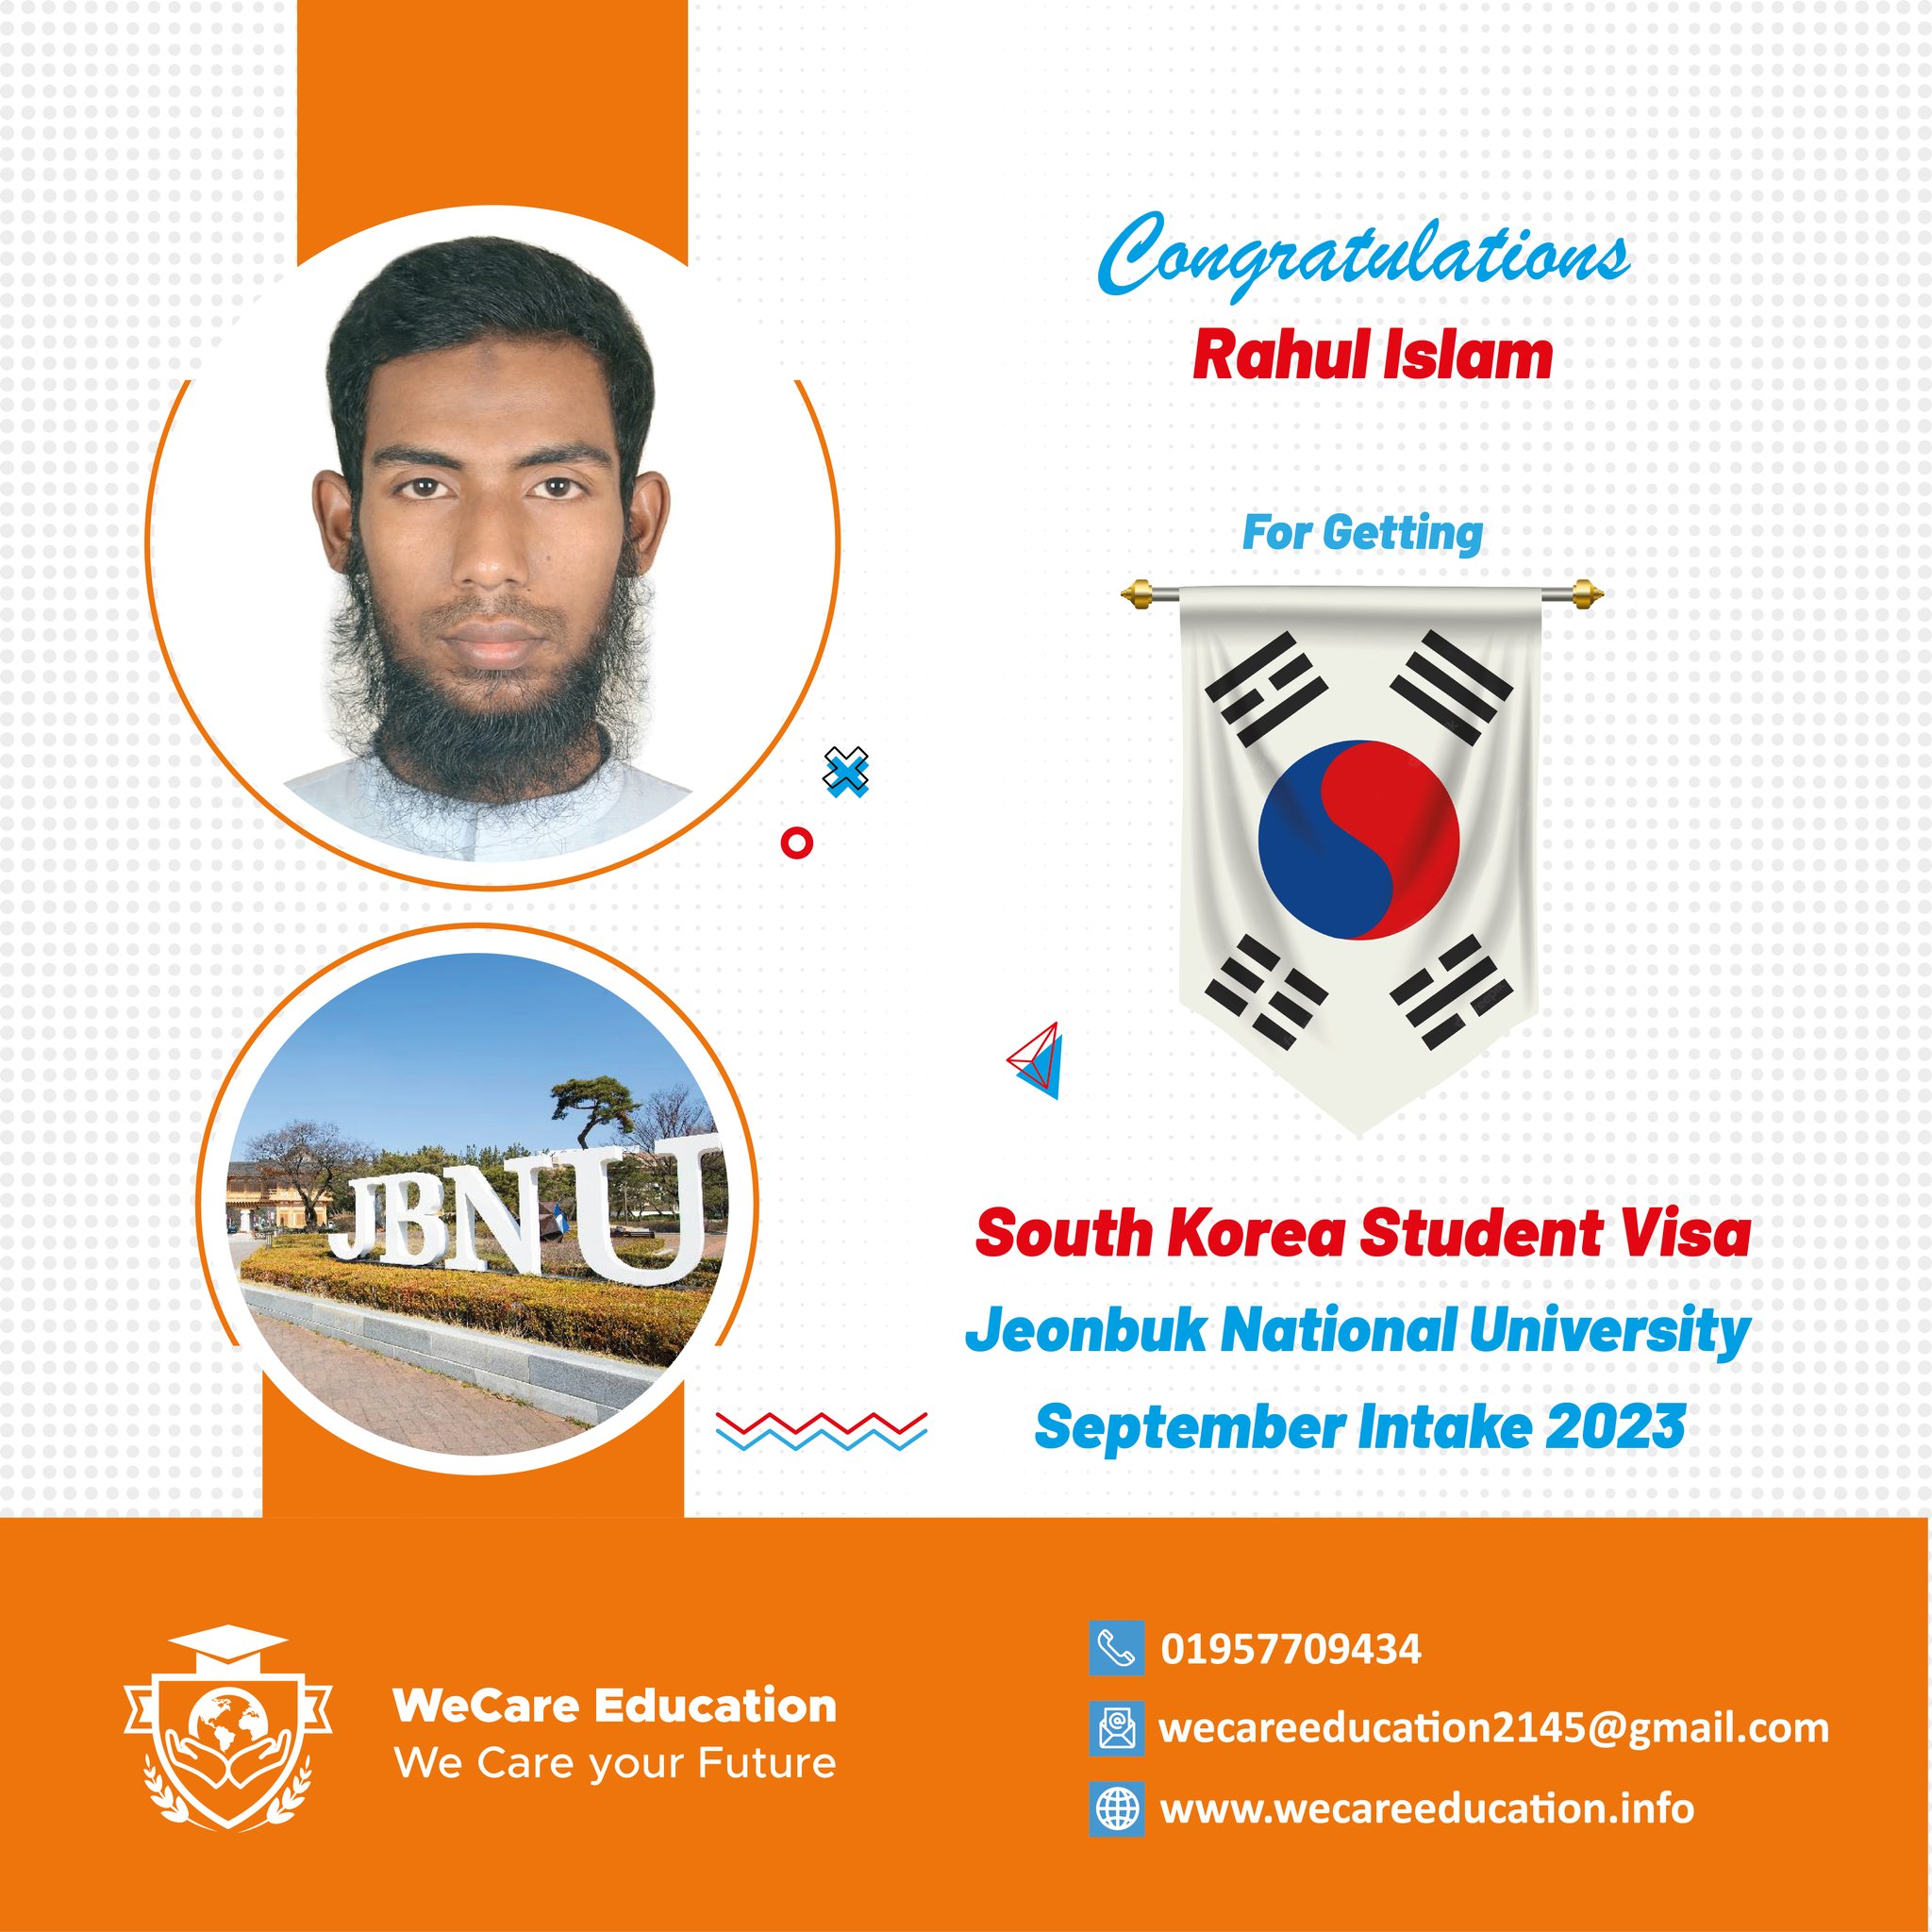 Congratulations
Rahul Islam
For Getting
JBNU
South Korea Student Visa
Jeonbuk National University
September Intake 2023
WeCare Education
We Care your Future
01957709434
wecareeducation2145@gmail.com
www.wecareeducation.info